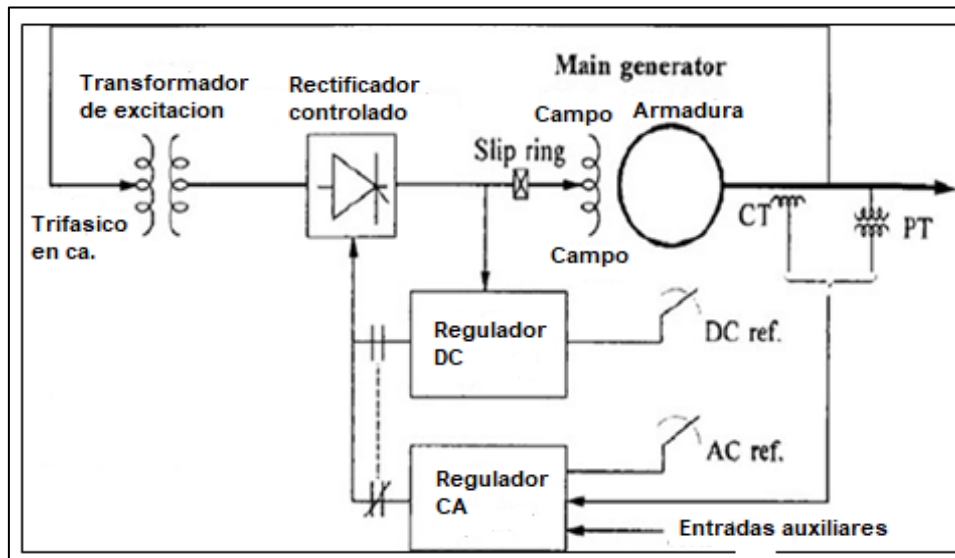 Main generator
Transformador
de excitacion
Rectificador
controlado
Campo
Armadura
Slip ring
CT
PT
Trifasico
en ca.
Campo
Regulador
DC
DC ref.
AC ref.
Regulador
CA
Entradas auxiliares